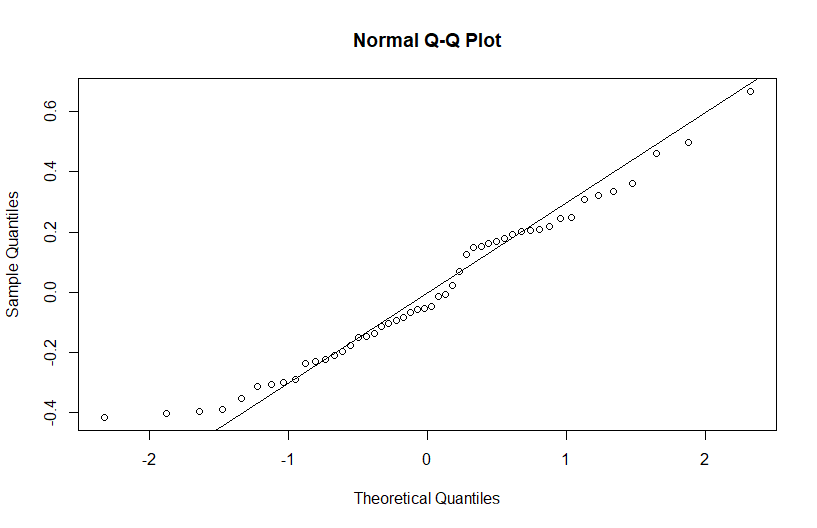 Normal Q-Q Plot
Sample Quantiles
0.6
0.4
0.2
0.0
-0.2
-0.4
-2 -1 0 1 2
Theoretical Quantiles